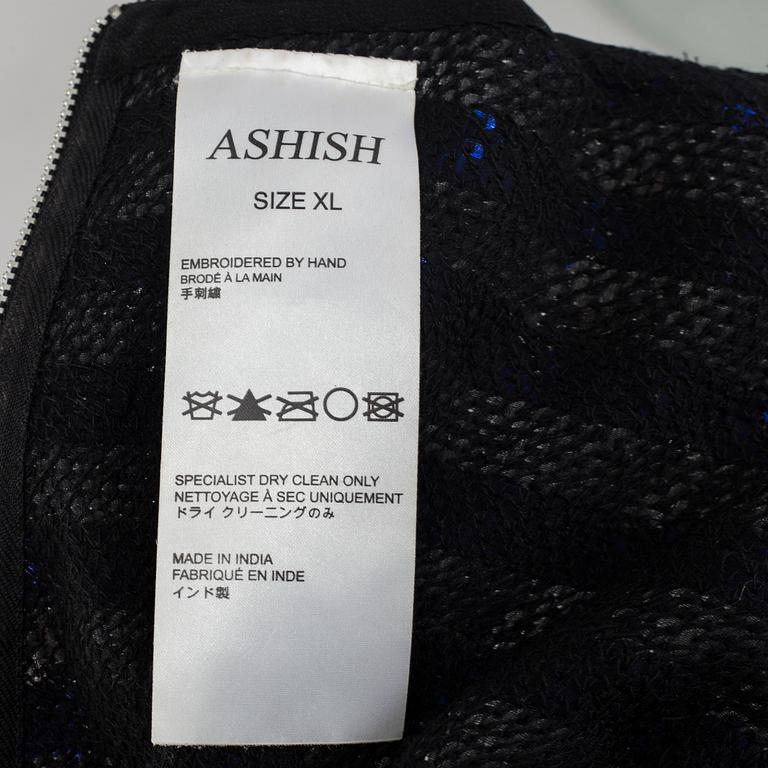 ASHISH
SIZE XL
EMBROIDERED BY HAND
BRODÉ À LA MAIN
手刺繍
SPECIALIST DRY CLEAN ONLY
NETTOYAGE À SEC UNIQUEMENT
ドライ クリーニングのみ
MADE IN INDIA
FABRIQUÉ EN INDE
インド製